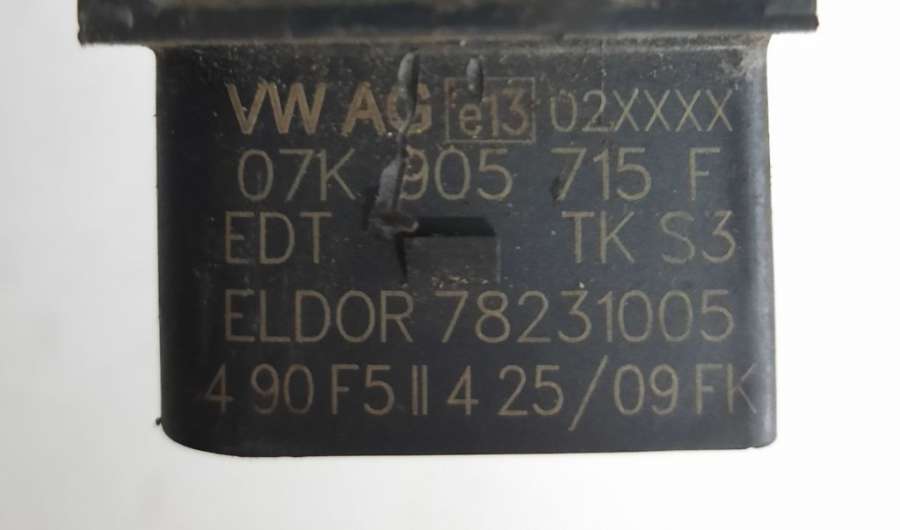 VW AG e13 02XXXX
07K 905 715 F
EDT TK S3
ELDOR 78231005
4 90 F5 II 4 25/09 FK